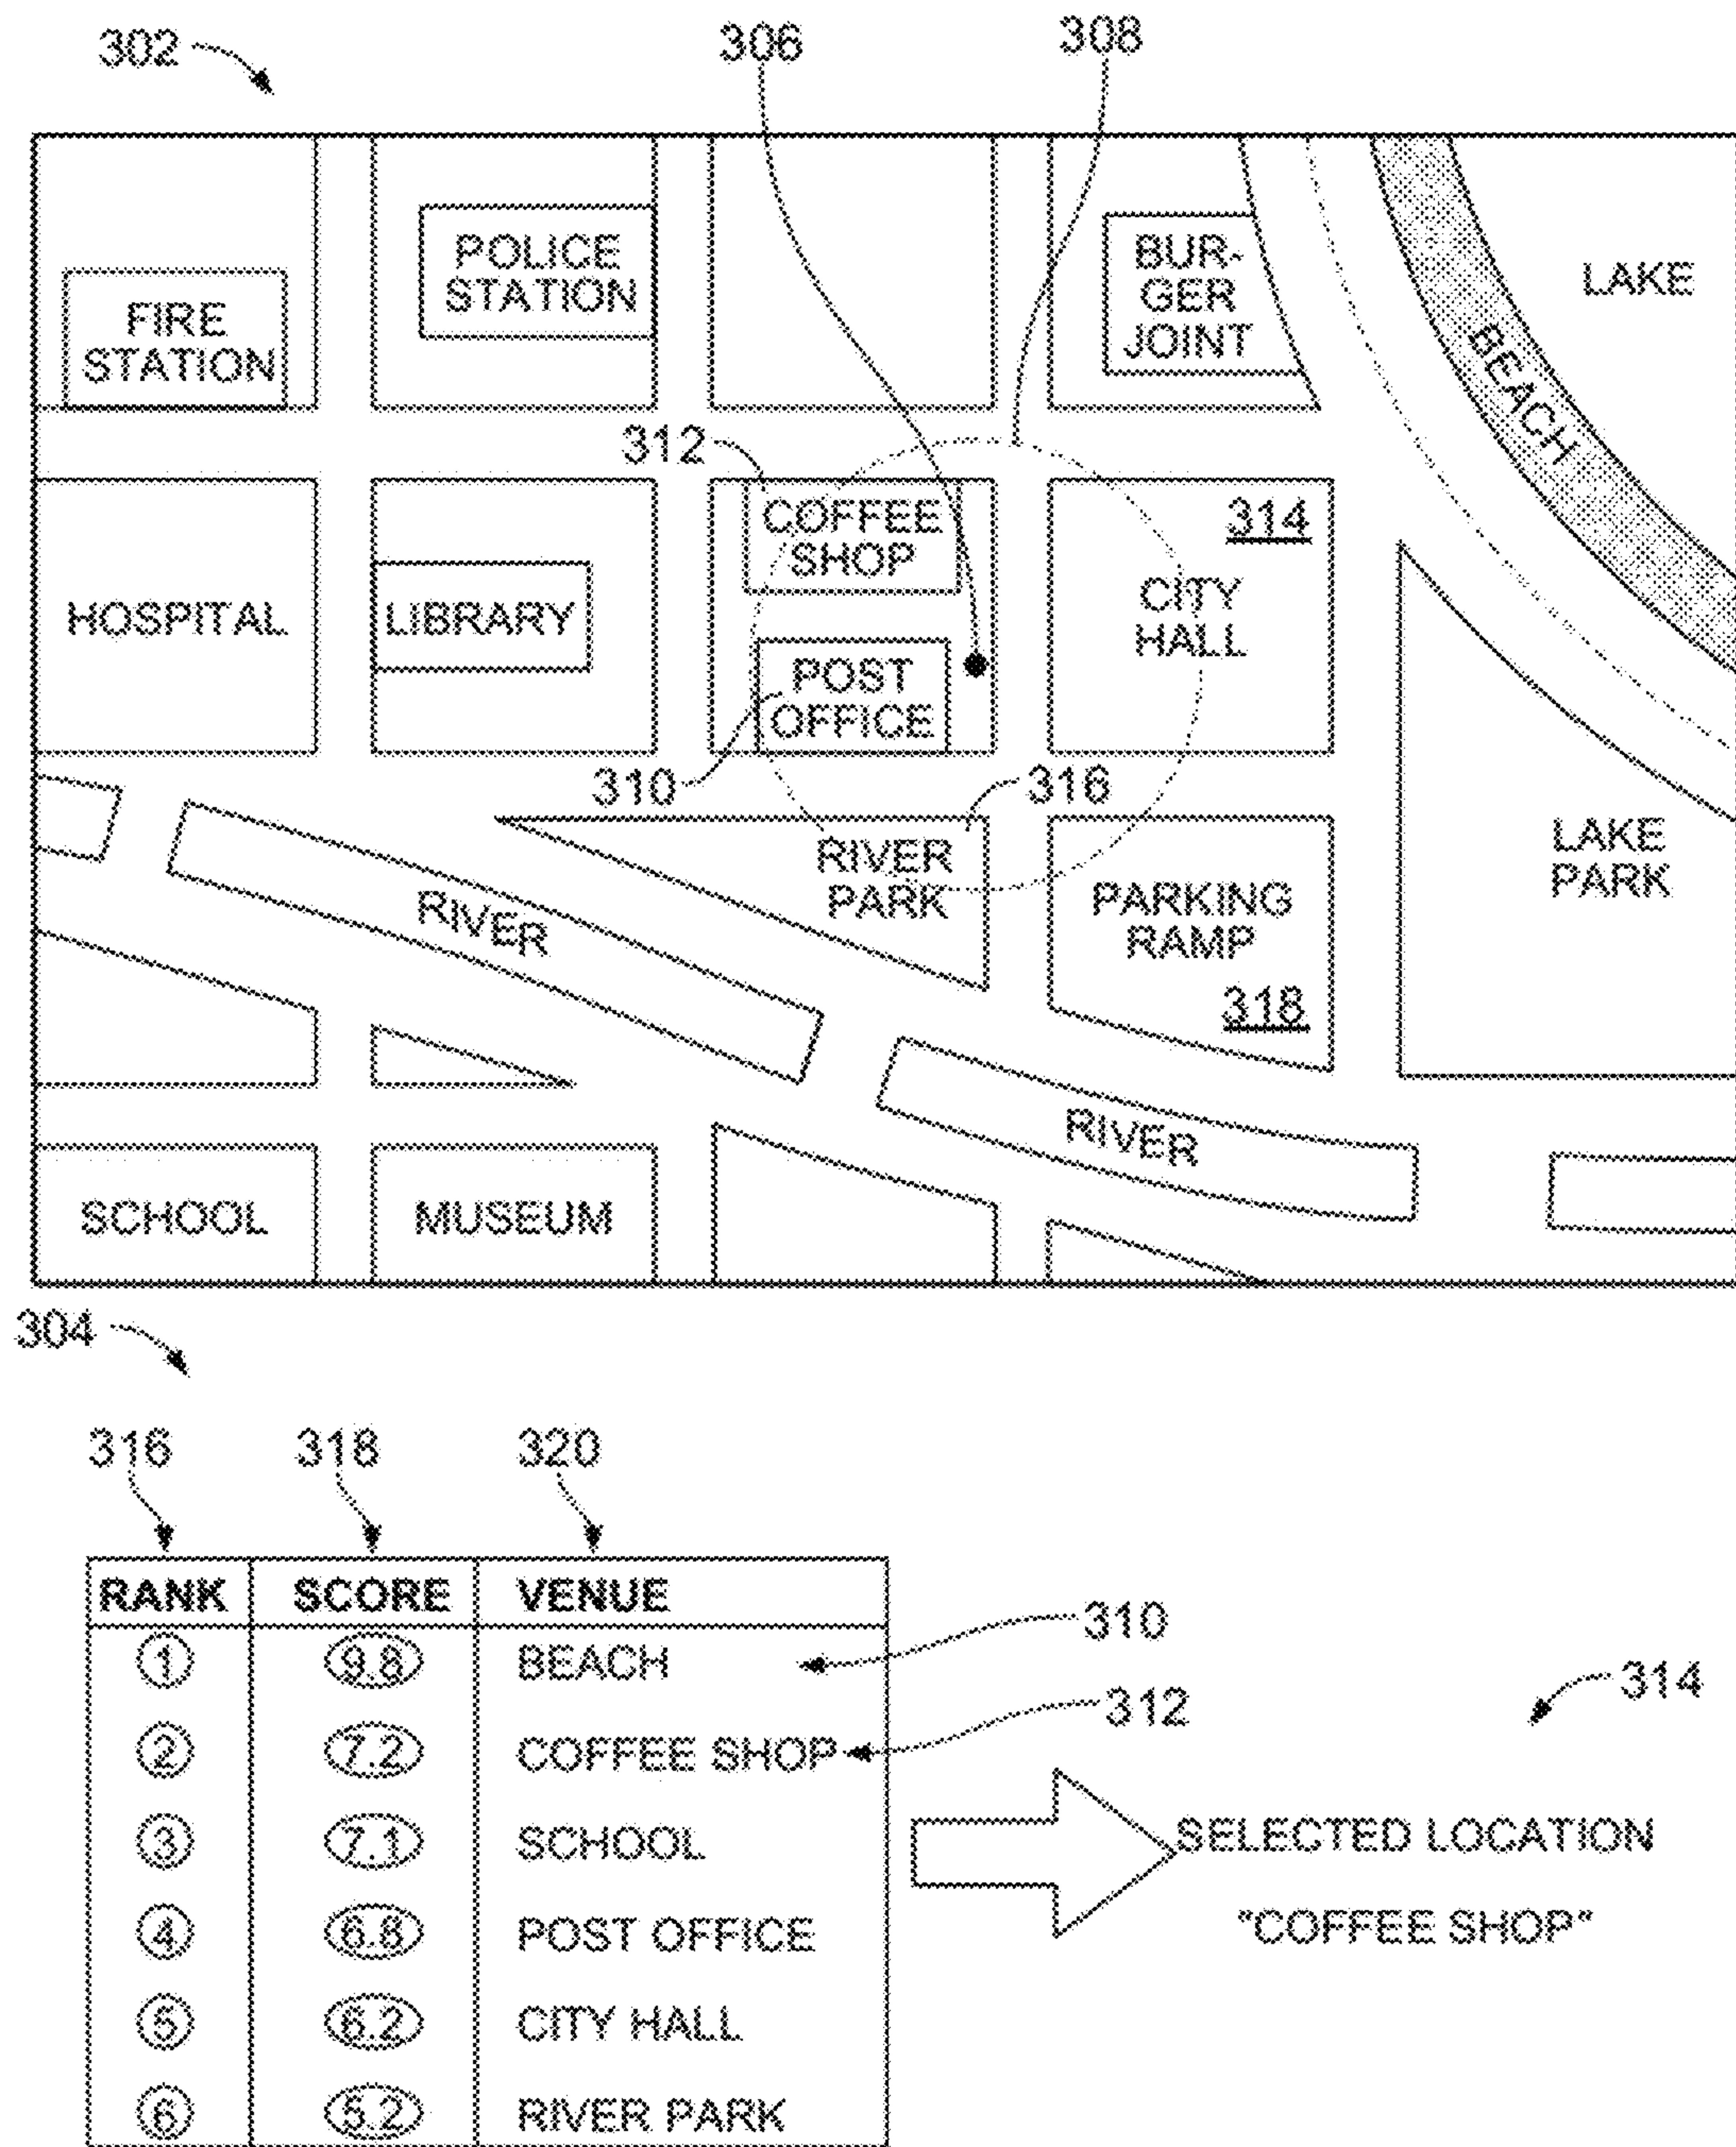 302
306
308
POLICE
STATION
BUR-
GER
JOINT
LAKE
FIRE
STATION
BEACH
312
COFFEE
SHOP
314
CITY
HALL
HOSPITAL
LIBRARY
POST
OFFICE
310
316
RIVER
PARK
LAKE
PARK
RIVER
PARKING
RAMP
318
RIVER
SCHOOL
MUSEUM
304
316 318 320
RANK SCORE VENUE
1 9.8 BEACH
310
2 7.2 COFFEE SHOP
312
314
3 7.1 SCHOOL
4 6.8 POST OFFICE
5 6.2 CITY HALL
6 5.2 RIVER PARK
SELECTED LOCATION
"COFFEE SHOP"